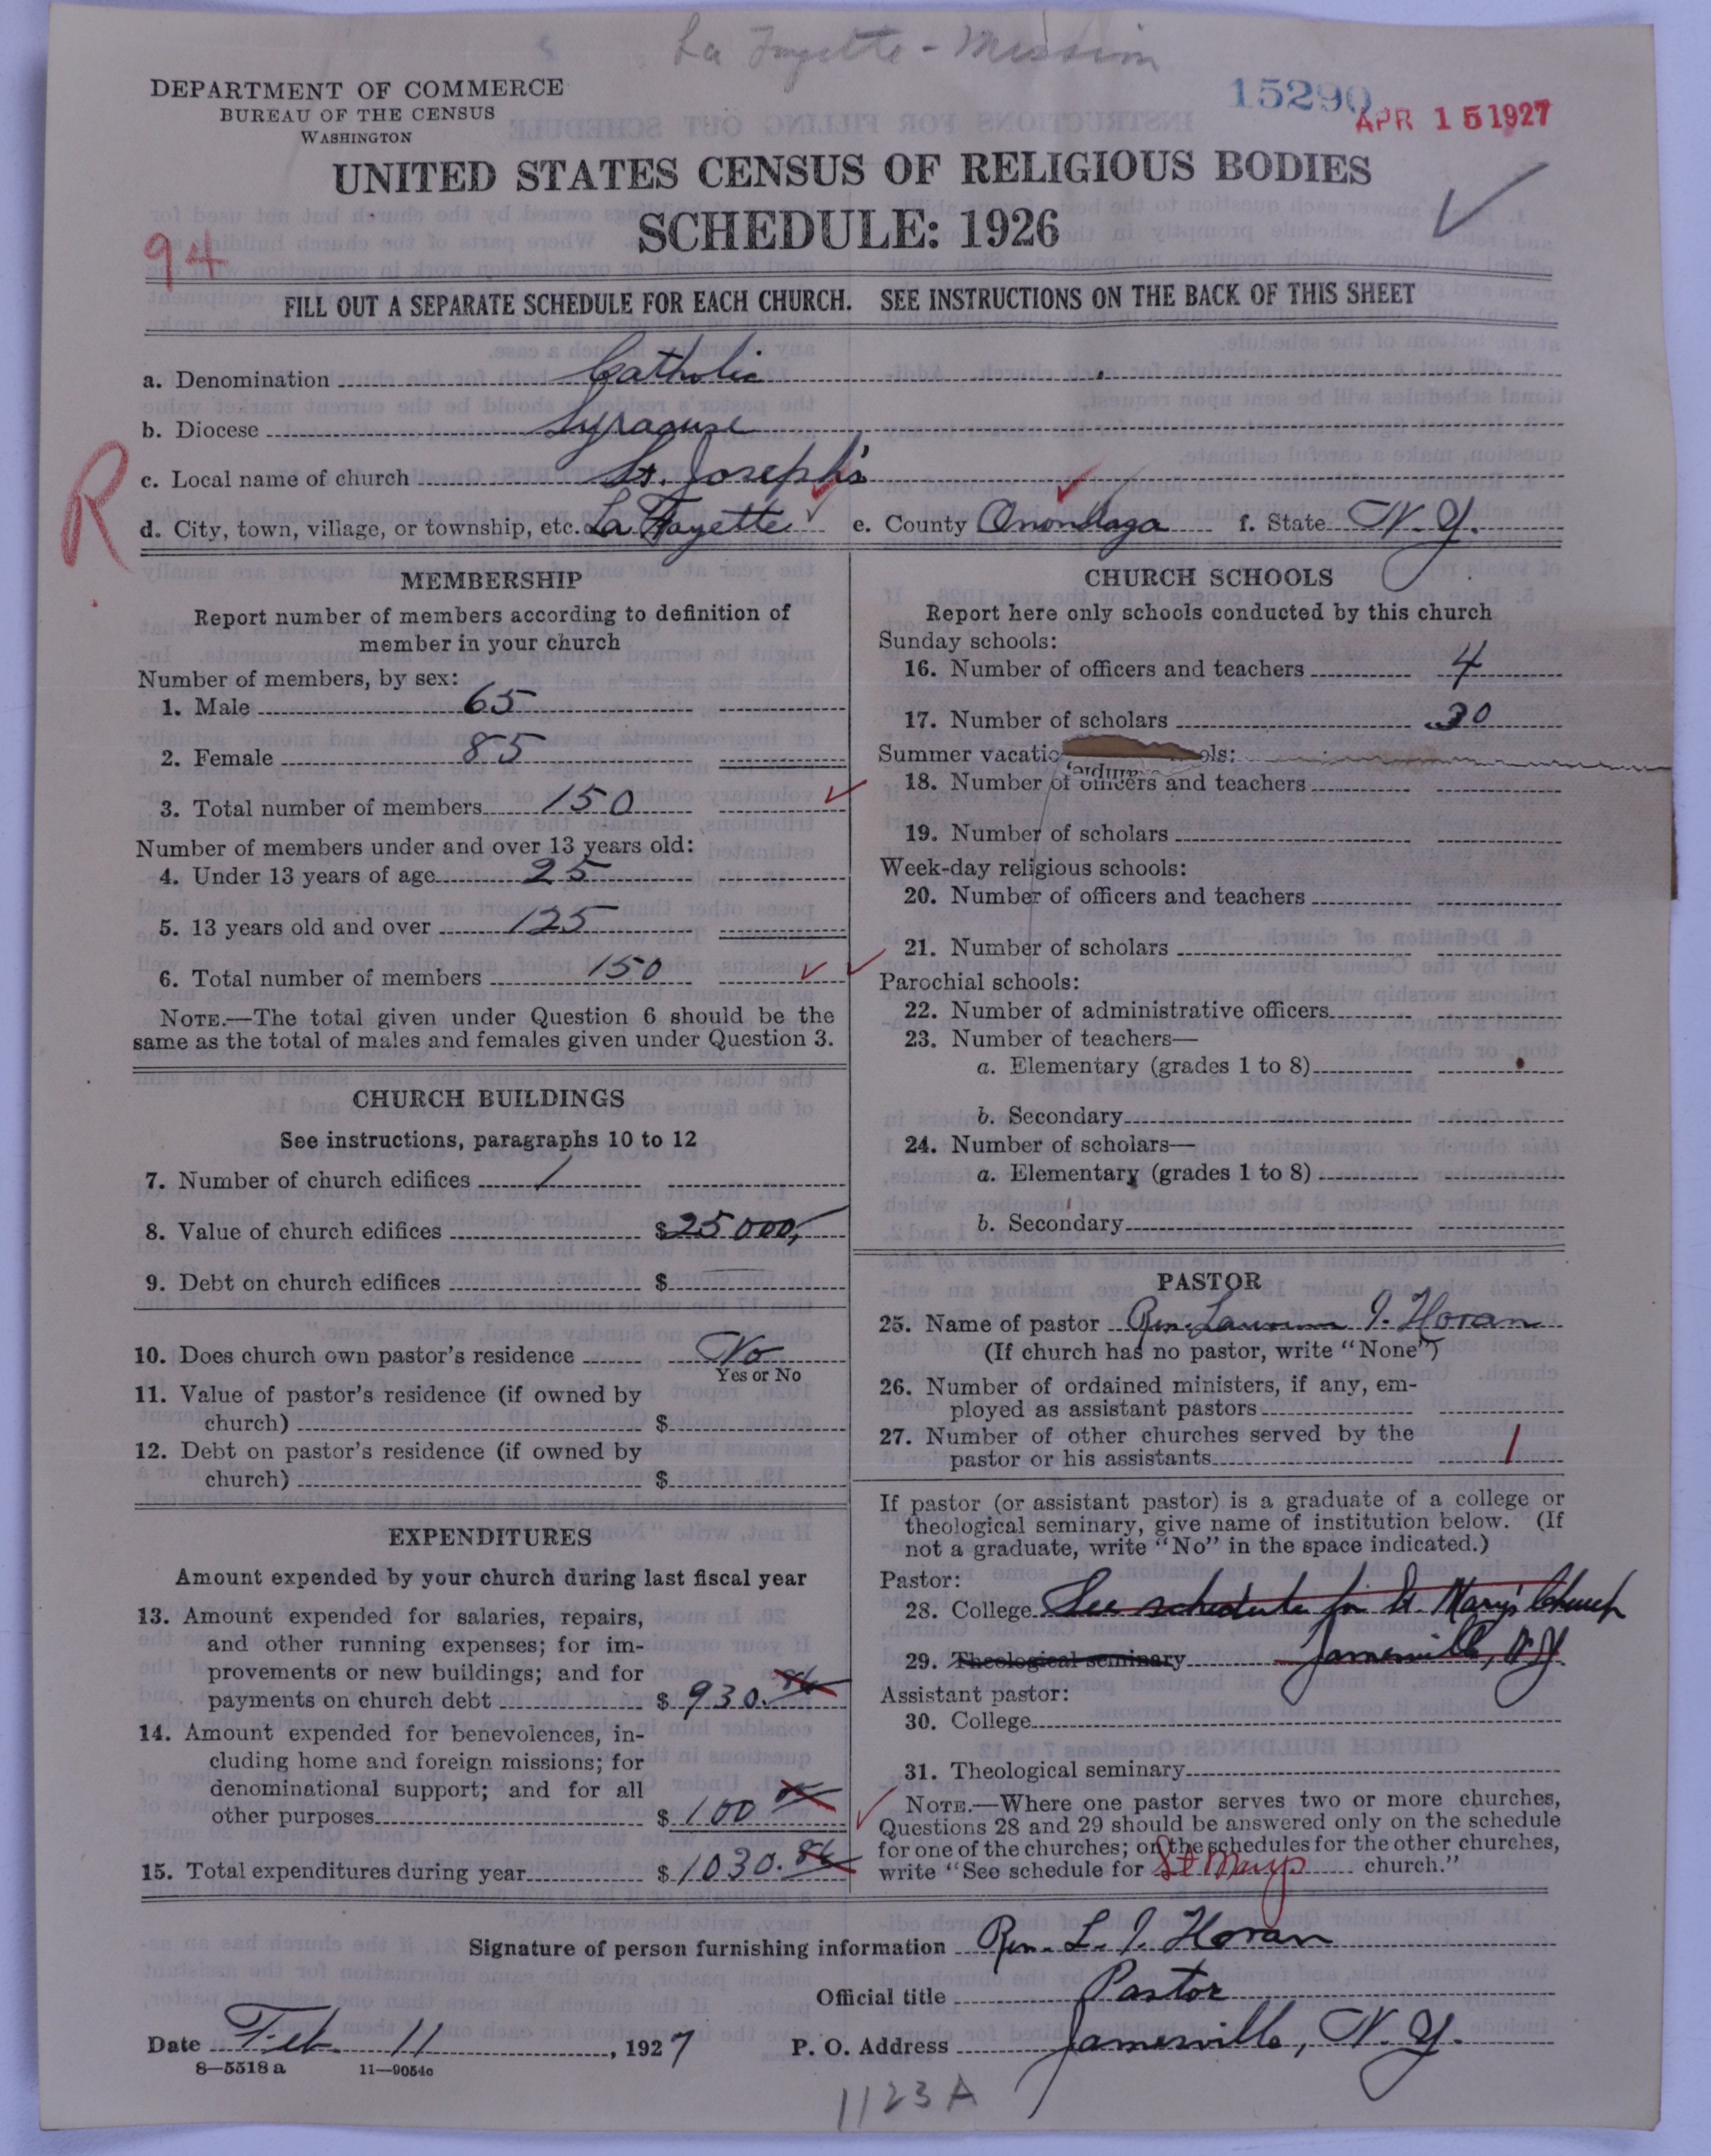 La Fayette - Mission
DEPARTMENT OF COMMERCE
BUREAU OF THE CENSUS
WASHINGTON
15290
APR 15 1927
UNITED STATES CENSUS OF RELIGIOUS BODIES
SCHEDULE: 1926
94
FILL OUT A SEPARATE SCHEDULE FOR EACH CHURCH. SEE INSTRUCTIONS ON THE BACK OF THIS SHEET
a. Denomination Catholic
b. Diocese Syracuse
R
c. Local name of church St. Joseph's
d. City, town, village, or township, etc. La Fayette e. County Onondaga f. State N. Y.
MEMBERSHIP
Report number of members according to definition of
member in your church
Number of members, by sex:
1. Male 65
2. Female 85
3. Total number of members 150
Number of members under and over 13 years old:
4. Under 13 years of age 25
5. 13 years old and over 125
6. Total number of members 150
NOTE.—The total given under Question 6 should be the
same as the total of males and females given under Question 3.
CHURCH BUILDINGS
See instructions, paragraphs 10 to 12
7. Number of church edifices 1
8. Value of church edifices $ 25000,
9. Debt on church edifices $
10. Does church own pastor's residence No
Yes or No
11. Value of pastor's residence (if owned by
church) $
12. Debt on pastor's residence (if owned by
church) $
EXPENDITURES
Amount expended by your church during last fiscal year
13. Amount expended for salaries, repairs,
and other running expenses; for im-
provements or new buildings; and for
payments on church debt $ 930.86
14. Amount expended for benevolences, in-
cluding home and foreign missions; for
denominational support; and for all
other purposes $ 100 00
15. Total expenditures during year $ 1030.86
CHURCH SCHOOLS
Report here only schools conducted by this church
Sunday schools:
16. Number of officers and teachers 4
17. Number of scholars 30
Summer vacatio ols:
18. Number of officers and teachers
19. Number of scholars
Week-day religious schools:
20. Number of officers and teachers
21. Number of scholars
Parochial schools:
22. Number of administrative officers
23. Number of teachers—
a. Elementary (grades 1 to 8)
b. Secondary
24. Number of scholars—
a. Elementary (grades 1 to 8)
b. Secondary
PASTOR
25. Name of pastor Rev. Lawrence J. Horan
(If church has no pastor, write "None")
26. Number of ordained ministers, if any, em-
ployed as assistant pastors
27. Number of other churches served by the
pastor or his assistants 1
If pastor (or assistant pastor) is a graduate of a college or
theological seminary, give name of institution below. (If
not a graduate, write "No" in the space indicated.)
Pastor:
28. College See schedule for St. Mary's Church
29. Theological seminary Jamesville, N.Y.
Assistant pastor:
30. College
31. Theological seminary
NOTE.—Where one pastor serves two or more churches,
Questions 28 and 29 should be answered only on the schedule
for one of the churches; on the schedules for the other churches,
write "See schedule for St Marys church."
Signature of person furnishing information Rev. L. J. Horan
Official title Pastor
Date Feb. 11, 1927 P. O. Address Jamesville, N. Y.
8—5518 a 11—9054c
1123 A